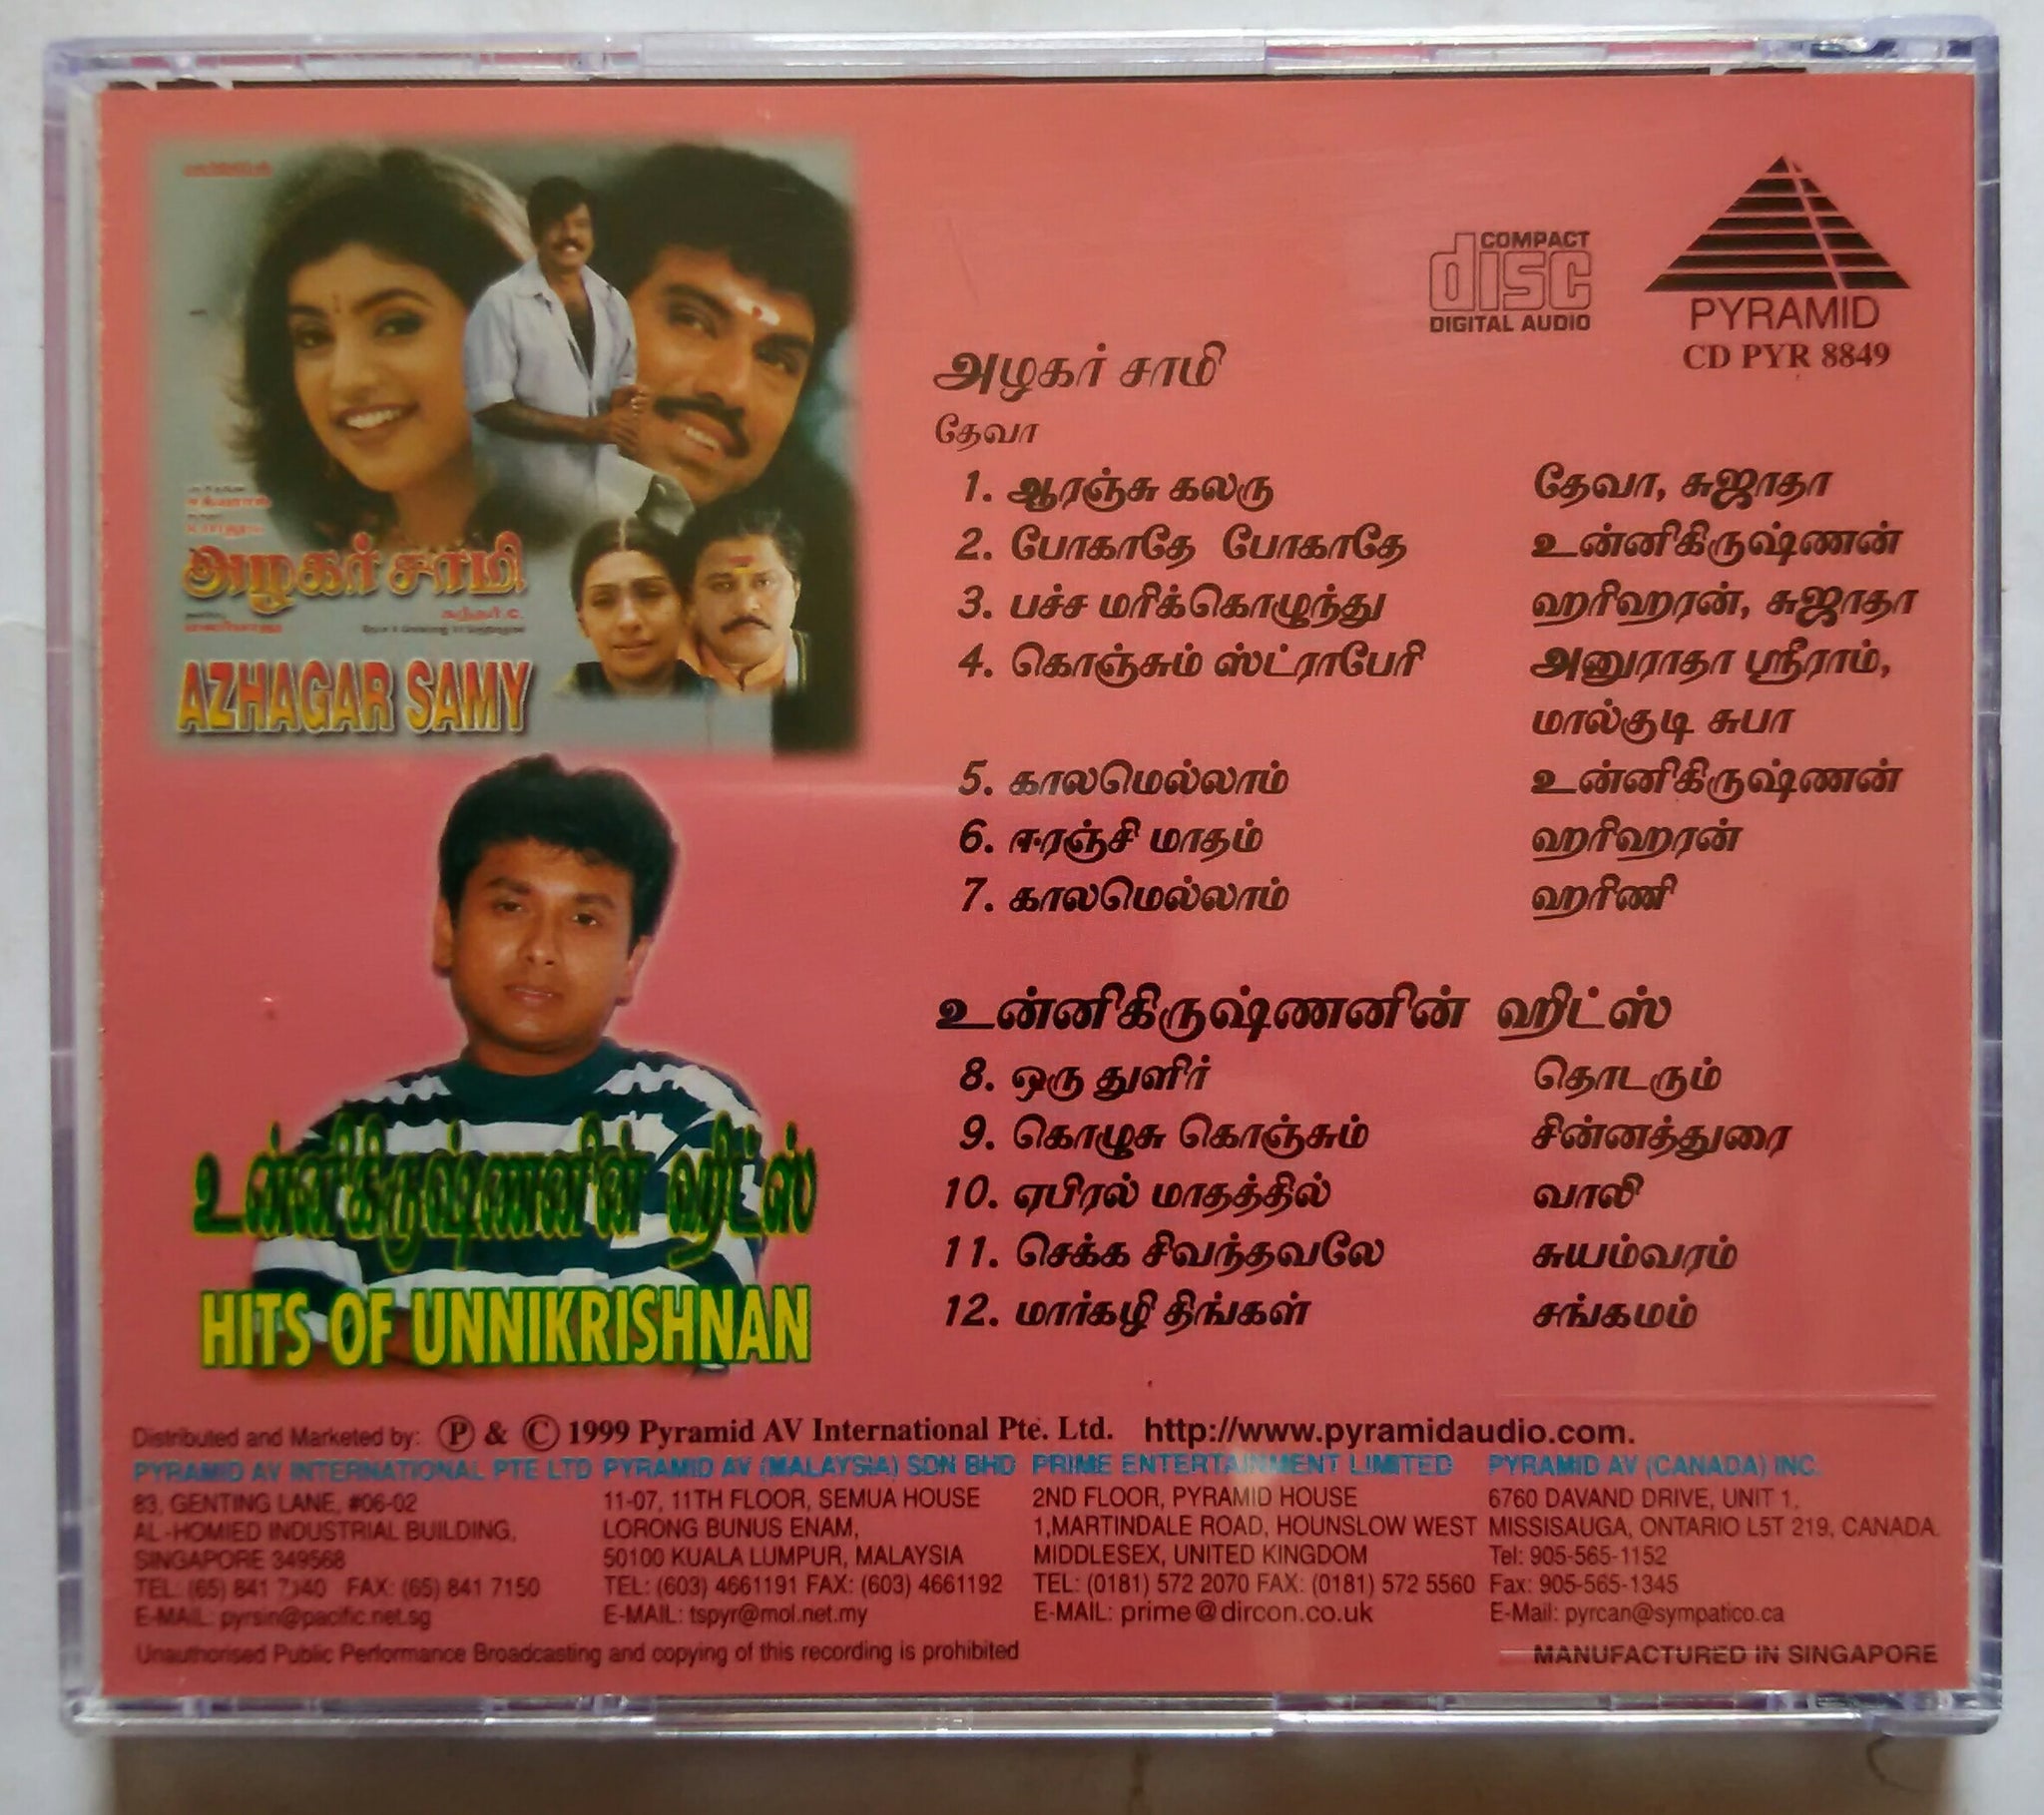 அழகர் சாமி
சுந்தர் C.
AZHAGAR SAMY
உன்னிகிருஷ்ணனின் ஹிட்ஸ்
HITS OF UNNIKRISHNAN
COMPACT
disc
DIGITAL AUDIO
PYRAMID
CD PYR 8849
அழகர் சாமி
தேவா
1. ஆரஞ்சு கலரு தேவா, சுஜாதா
2. போகாதே போகாதே உன்னிகிருஷ்ணன்
3. பச்ச மரிக்கொழுந்து ஹரிஹரன், சுஜாதா
4. கொஞ்சும் ஸ்ட்ராபேரி அனுராதா ஸ்ரீராம்,
மால்குடி சுபா
5. காலமெல்லாம் உன்னிகிருஷ்ணன்
6. ஈரஞ்சி மாதம் ஹரிஹரன்
7. காலமெல்லாம் ஹரிணி
உன்னிகிருஷ்ணனின் ஹிட்ஸ்
8. ஒரு துளிர் தொடரும்
9. கொழுசு கொஞ்சும் சின்னத்துரை
10. ஏபிரல் மாதத்தில் வாலி
11. செக்க சிவந்தவலே சுயம்வரம்
12. மார்கழி திங்கள் சங்கமம்
Distributed and Marketed by: Ⓟ & © 1999 Pyramid AV International Pte. Ltd. http://www.pyramidaudio.com.
PYRAMID AV INTERNATIONAL PTE LTD
83, GENTING LANE, #06-02
AL-HOMIED INDUSTRIAL BUILDING,
SINGAPORE 349568
TEL: (65) 841 FAX: (65) 841 7150
E-MAIL: pyrsin@pacific.net.sg
PYRAMID AV (MALAYSIA) SDN BHD
11-07, 11TH FLOOR, SEMUA HOUSE
LORONG BUNUS ENAM,
50100 KUALA LUMPUR, MALAYSIA
TEL: (603) 4661191 FAX: (603) 4661192
E-MAIL: tspyr@mol.net.my
PRIME ENTERTAINMENT LIMITED
2ND FLOOR, PYRAMID HOUSE
1,MARTINDALE ROAD, HOUNSLOW WEST
MIDDLESEX, UNITED KINGDOM
TEL: (0181) 572 2070 FAX: (0181) 572 5560
E-MAIL: prime@dircon.co.uk
PYRAMID AV (CANADA) INC.
6760 DAVAND DRIVE, UNIT 1,
MISSISAUGA, ONTARIO L5T 219, CANADA.
Tel: 905-565-1152
Fax: 905-565-1345
E-Mail: pyrcan@sympatico.ca
Unauthorised Public Performance Broadcasting and copying of this recording is prohibited
MANUFACTURED IN SINGAPORE